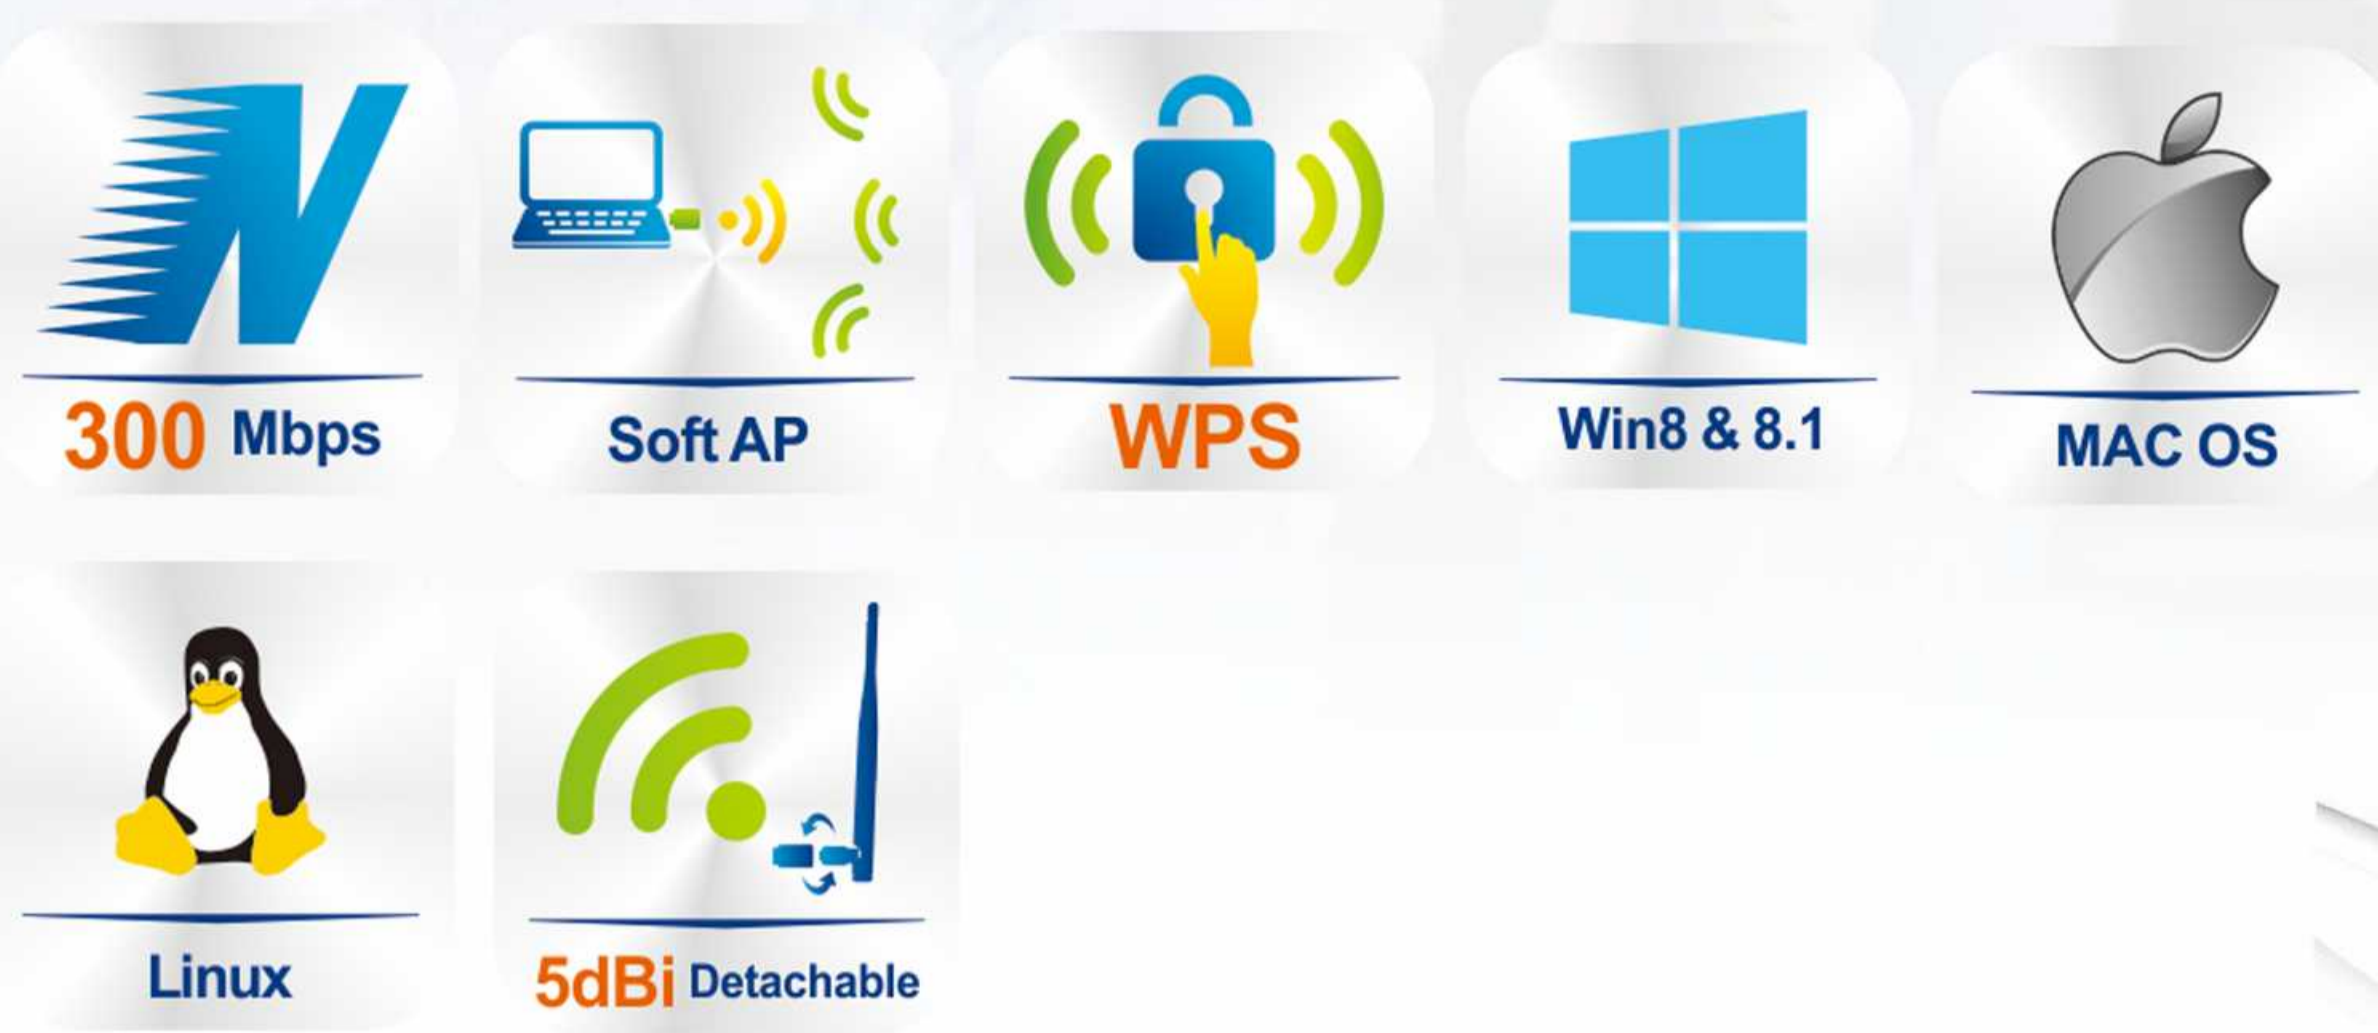 N
300 Mbps
Soft AP
WPS
Win8 & 8.1
MAC OS
Linux
5dBi Detachable